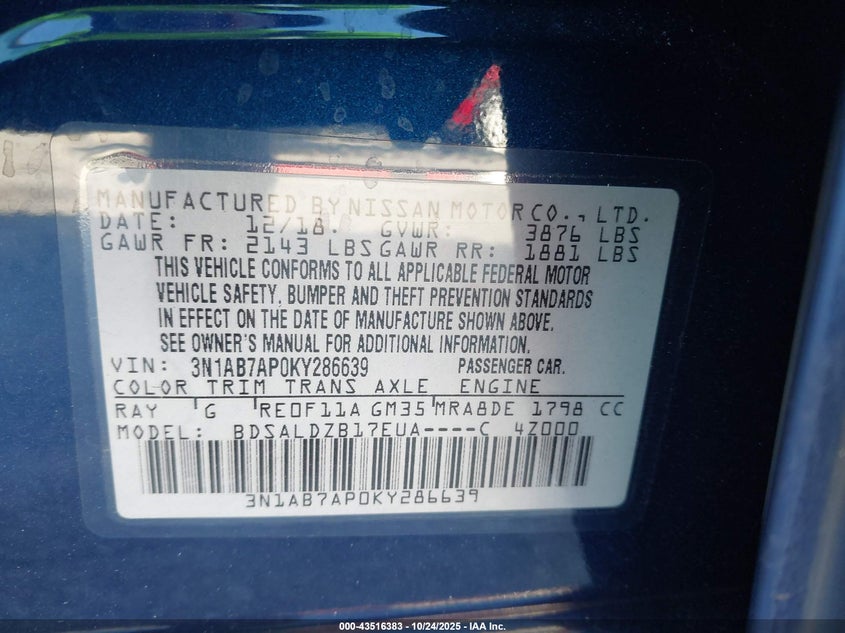 MANUFACTURED BY NISSAN MOTOR CO., LTD.
DATE: 12/18. GVWR: 3876 LBS
GAWR FR: 2143 LBS GAWR RR: 1881 LBS
THIS VEHICLE CONFORMS TO ALL APPLICABLE FEDERAL MOTOR
VEHICLE SAFETY, BUMPER AND THEFT PREVENTION STANDARDS
IN EFFECT ON THE DATE OF MANUFACTURE SHOWN ABOVE.
SEE OWNER'S MANUAL FOR ADDITIONAL INFORMATION.
VIN: 3N1AB7AP0KY286639 PASSENGER CAR.
COLOR TRIM TRANS AXLE ENGINE
RAY G RE0F11A GM35 MRA8DE 1798 CC
MODEL: BDSALDZB17EUA----C 4Z000
3N1AB7AP0KY286639
000-43516383 - 10/24/2025 - IAA Inc.